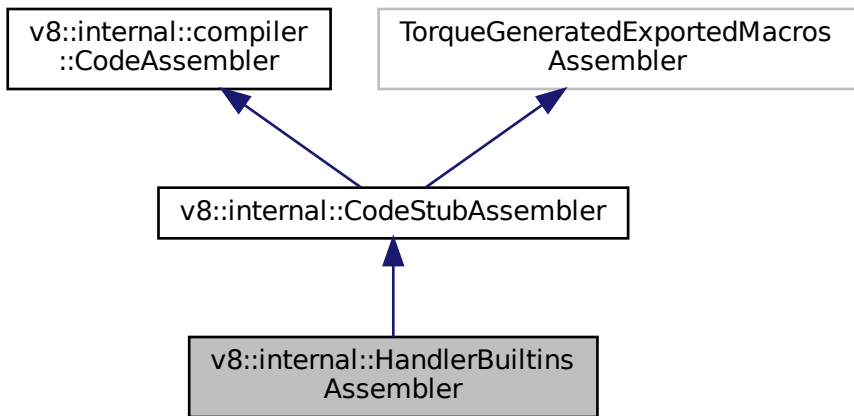 v8::internal::compiler
::CodeAssembler
TorqueGeneratedExportedMacros
Assembler
v8::internal::CodeStubAssembler
v8::internal::HandlerBuiltins
Assembler